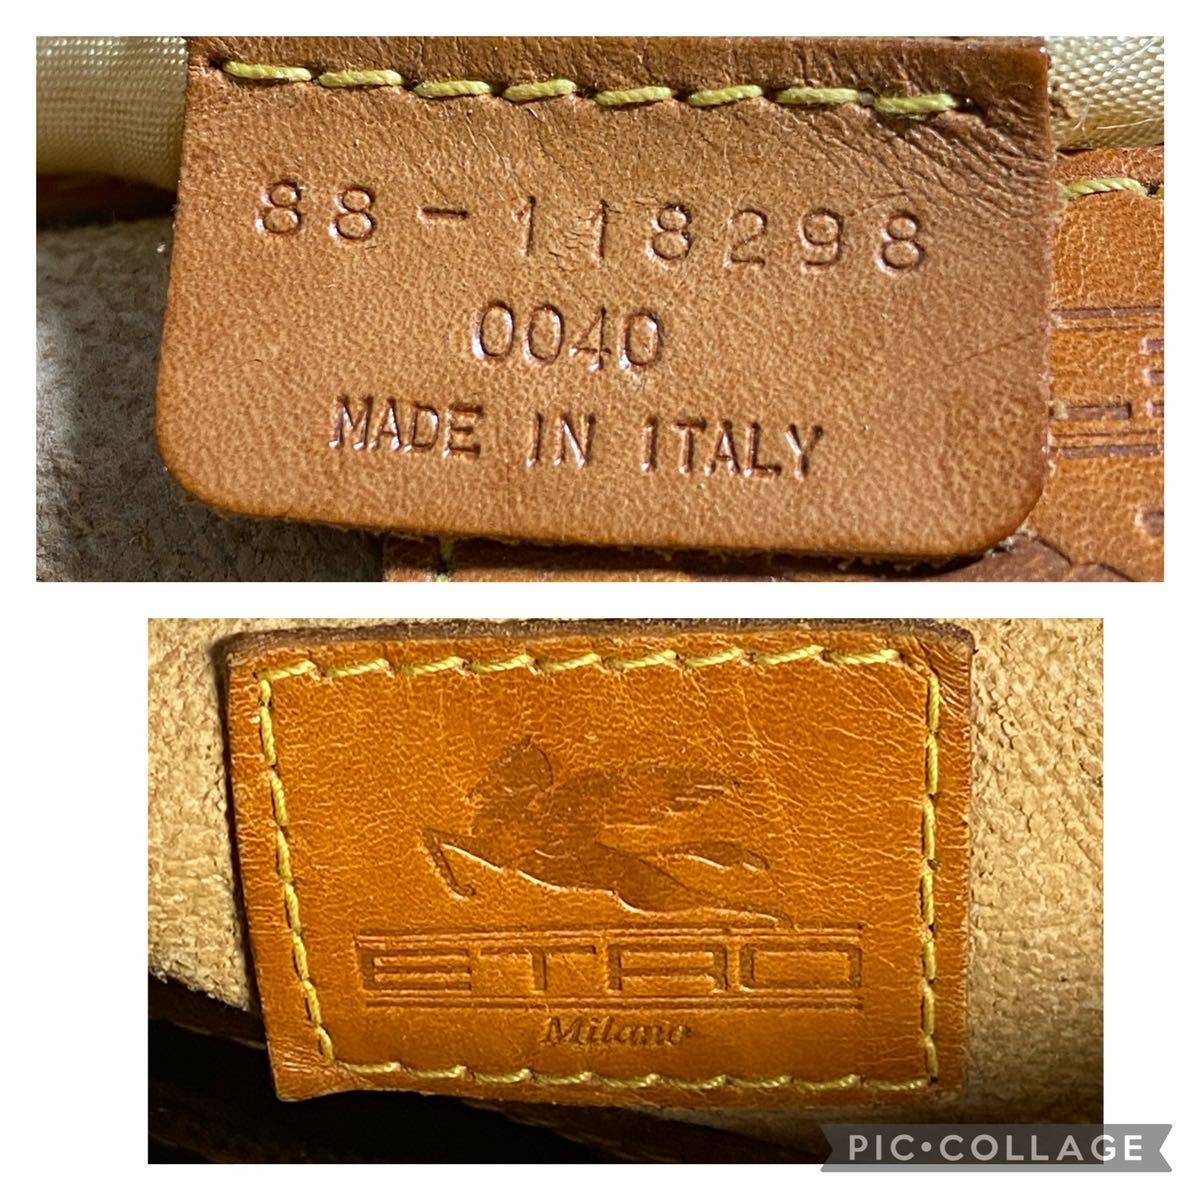 88-118298
0040
MADE IN ITALY
ETRO
Milano
PIC•COLLAGE